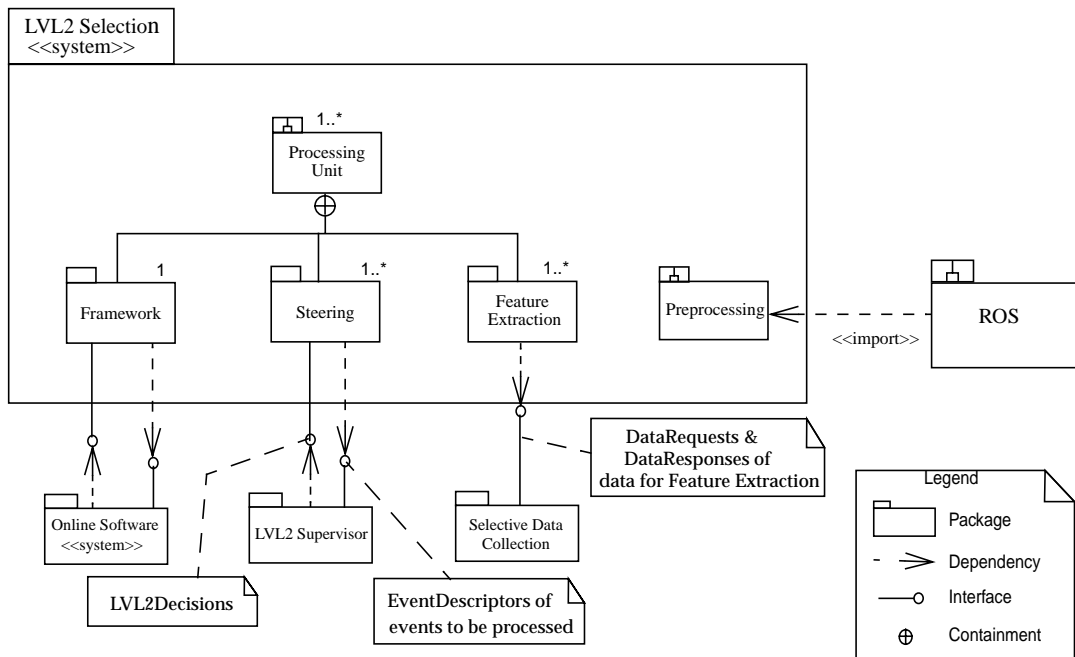 LVL2 Selection
<<system>>
1..*
Processing
Unit
1
Framework
1..*
Steering
1..*
Feature
Extraction
Preprocessing
<<import>>
ROS
Online Software
<<system>>
LVL2 Supervisor
Selective Data
Collection
DataRequests &
DataResponses of
data for Feature Extraction
LVL2Decisions
EventDescriptors of
events to be processed
Legend
Package
Dependency
Interface
Containment